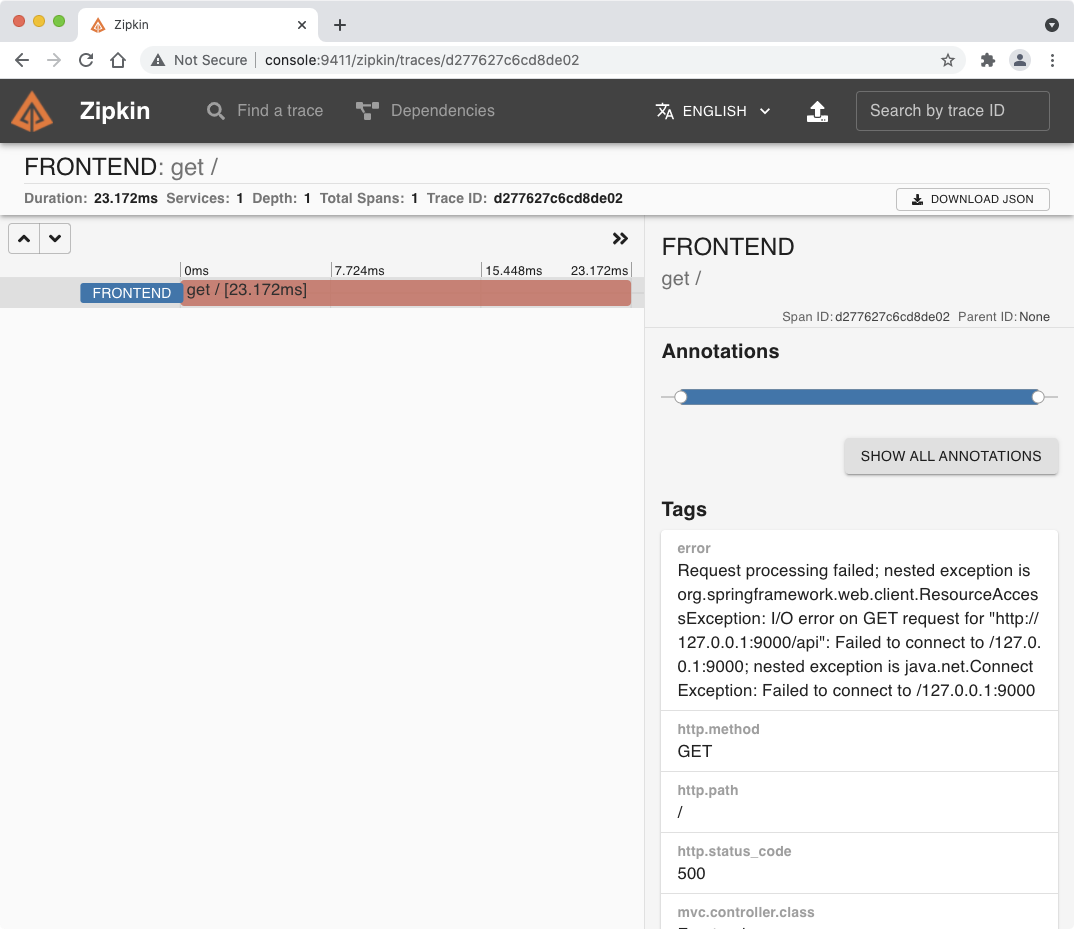 Zipkin
Not Secure console:9411/zipkin/traces/d277627c6cd8de02
Zipkin Find a trace Dependencies ENGLISH Search by trace ID
FRONTEND: get /
Duration: 23.172ms Services: 1 Depth: 1 Total Spans: 1 Trace ID: d277627c6cd8de02 DOWNLOAD JSON
0ms 7.724ms 15.448ms 23.172ms
FRONTEND get / [23.172ms]
FRONTEND
get /
Span ID: d277627c6cd8de02 Parent ID: None
Annotations
SHOW ALL ANNOTATIONS
Tags
error
Request processing failed; nested exception is
org.springframework.web.client.ResourceAcces
sException: I/O error on GET request for "http://
127.0.0.1:9000/api": Failed to connect to /127.0.
0.1:9000; nested exception is java.net.Connect
Exception: Failed to connect to /127.0.0.1:9000
http.method
GET
http.path
/
http.status_code
500
mvc.controller.class